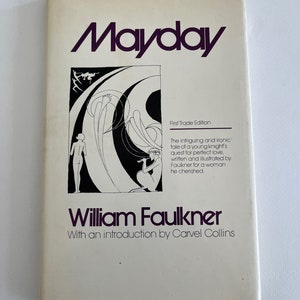 Mayday
First Trade Edition
The intriguing and ironic
tale of a young knight's
quest for perfect love,
written and illustrated by
Faulkner for a woman
he cherished.
William Faulkner
With an introduction by Carvel Collins